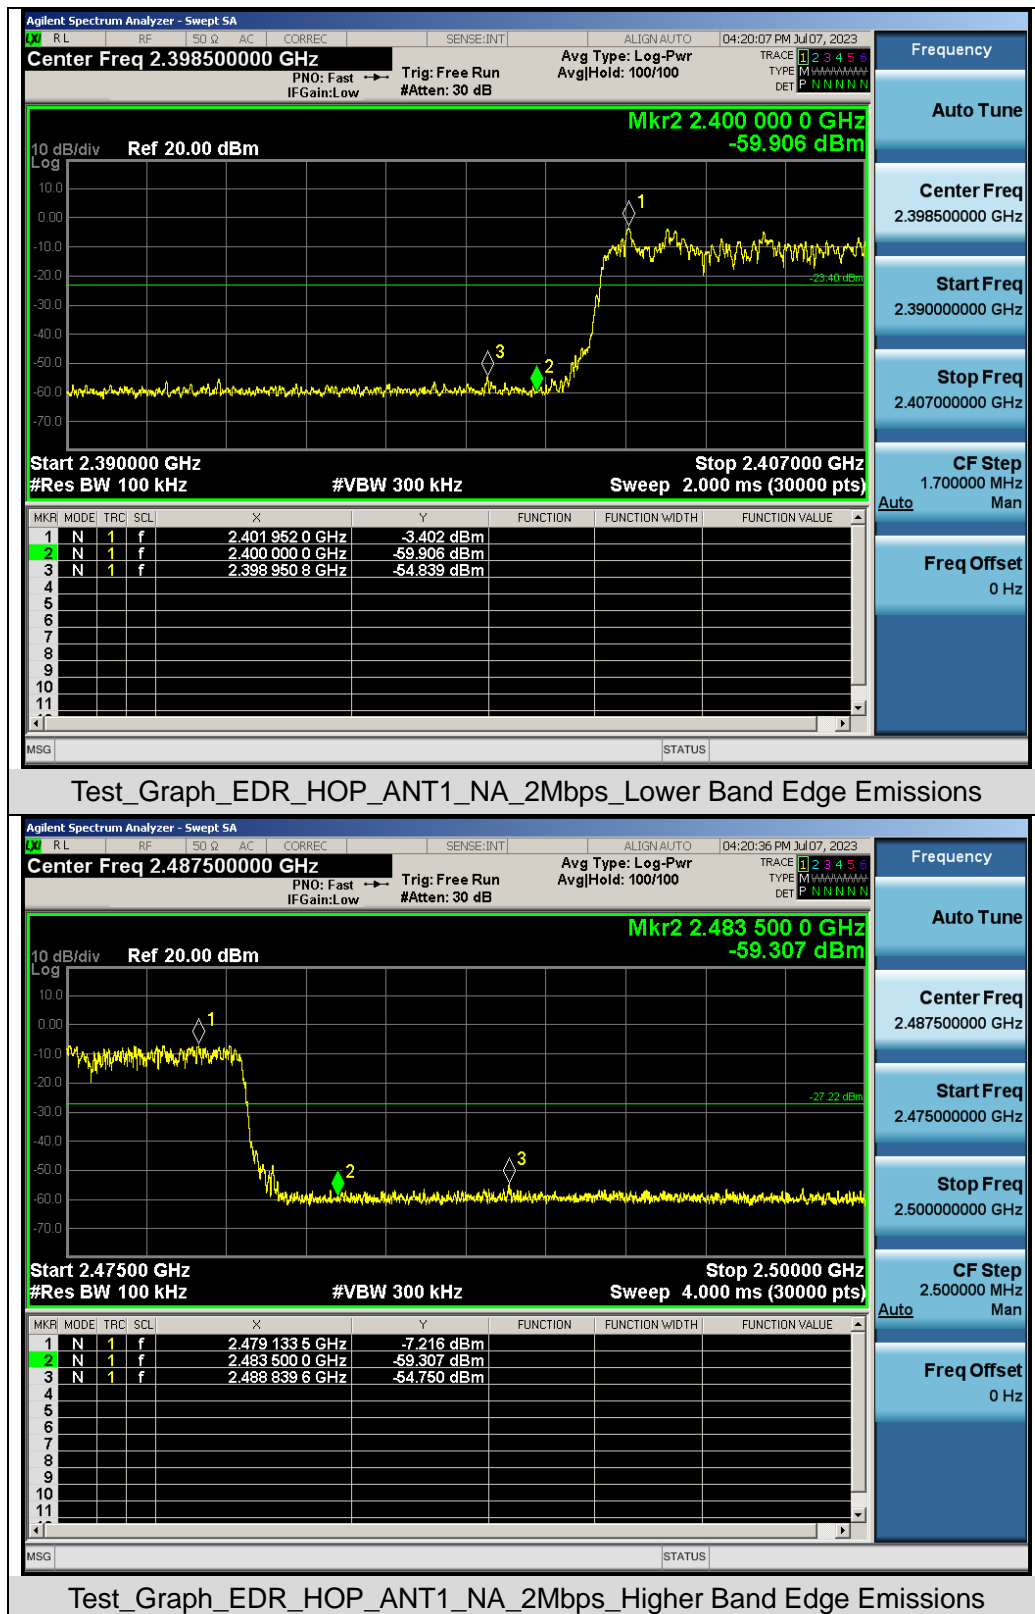 Agilent Spectrum Analyzer - Swept SA
LXI RL RF 50 Ω AC CORREC SENSE:INT ALIGN AUTO 04:20:07 PM Jul 07, 2023
Center Freq 2.398500000 GHz
PNO: Fast
IFGain:Low
Trig: Free Run
#Atten: 30 dB
Avg Type: Log-Pwr
Avg|Hold: 100/100
TRACE 1 2 3 4 5 6
TYPE M W W W W W
DET P N N N N N
Frequency
Mkr2 2.400 000 0 GHz
-59.906 dBm
10 dB/div Ref 20.00 dBm
Log
10.0
0.00
-10.0
-20.0
-30.0
-40.0
-50.0
-60.0
-70.0
1
2
3
-23.40 dBm
Start 2.390000 GHz Stop 2.407000 GHz
#Res BW 100 kHz #VBW 300 kHz Sweep 2.000 ms (30000 pts)
MKR MODE TRC SCL X Y FUNCTION FUNCTION WIDTH FUNCTION VALUE
1 N 1 f 2.401 952 0 GHz -3.402 dBm
2 N 1 f 2.400 000 0 GHz -59.906 dBm
3 N 1 f 2.398 950 8 GHz -54.839 dBm
4
5
6
7
8
9
10
11
MSG STATUS
Auto Tune
Center Freq
2.398500000 GHz
Start Freq
2.390000000 GHz
Stop Freq
2.407000000 GHz
CF Step
1.700000 MHz
Auto Man
Freq Offset
0 Hz
Test_Graph_EDR_HOP_ANT1_NA_2Mbps_Lower Band Edge Emissions
Agilent Spectrum Analyzer - Swept SA
LXI RL RF 50 Ω AC CORREC SENSE:INT ALIGN AUTO 04:20:36 PM Jul 07, 2023
Center Freq 2.487500000 GHz
PNO: Fast
IFGain:Low
Trig: Free Run
#Atten: 30 dB
Avg Type: Log-Pwr
Avg|Hold: 100/100
TRACE 1 2 3 4 5 6
TYPE M W W W W W
DET P N N N N N
Frequency
Mkr2 2.483 500 0 GHz
-59.307 dBm
10 dB/div Ref 20.00 dBm
Log
10.0
0.00
-10.0
-20.0
-30.0
-40.0
-50.0
-60.0
-70.0
1
2
3
-27.22 dBm
Start 2.47500 GHz Stop 2.50000 GHz
#Res BW 100 kHz #VBW 300 kHz Sweep 4.000 ms (30000 pts)
MKR MODE TRC SCL X Y FUNCTION FUNCTION WIDTH FUNCTION VALUE
1 N 1 f 2.479 133 5 GHz -7.216 dBm
2 N 1 f 2.483 500 0 GHz -59.307 dBm
3 N 1 f 2.488 839 6 GHz -54.750 dBm
4
5
6
7
8
9
10
11
MSG STATUS
Auto Tune
Center Freq
2.487500000 GHz
Start Freq
2.475000000 GHz
Stop Freq
2.500000000 GHz
CF Step
2.500000 MHz
Auto Man
Freq Offset
0 Hz
Test_Graph_EDR_HOP_ANT1_NA_2Mbps_Higher Band Edge Emissions